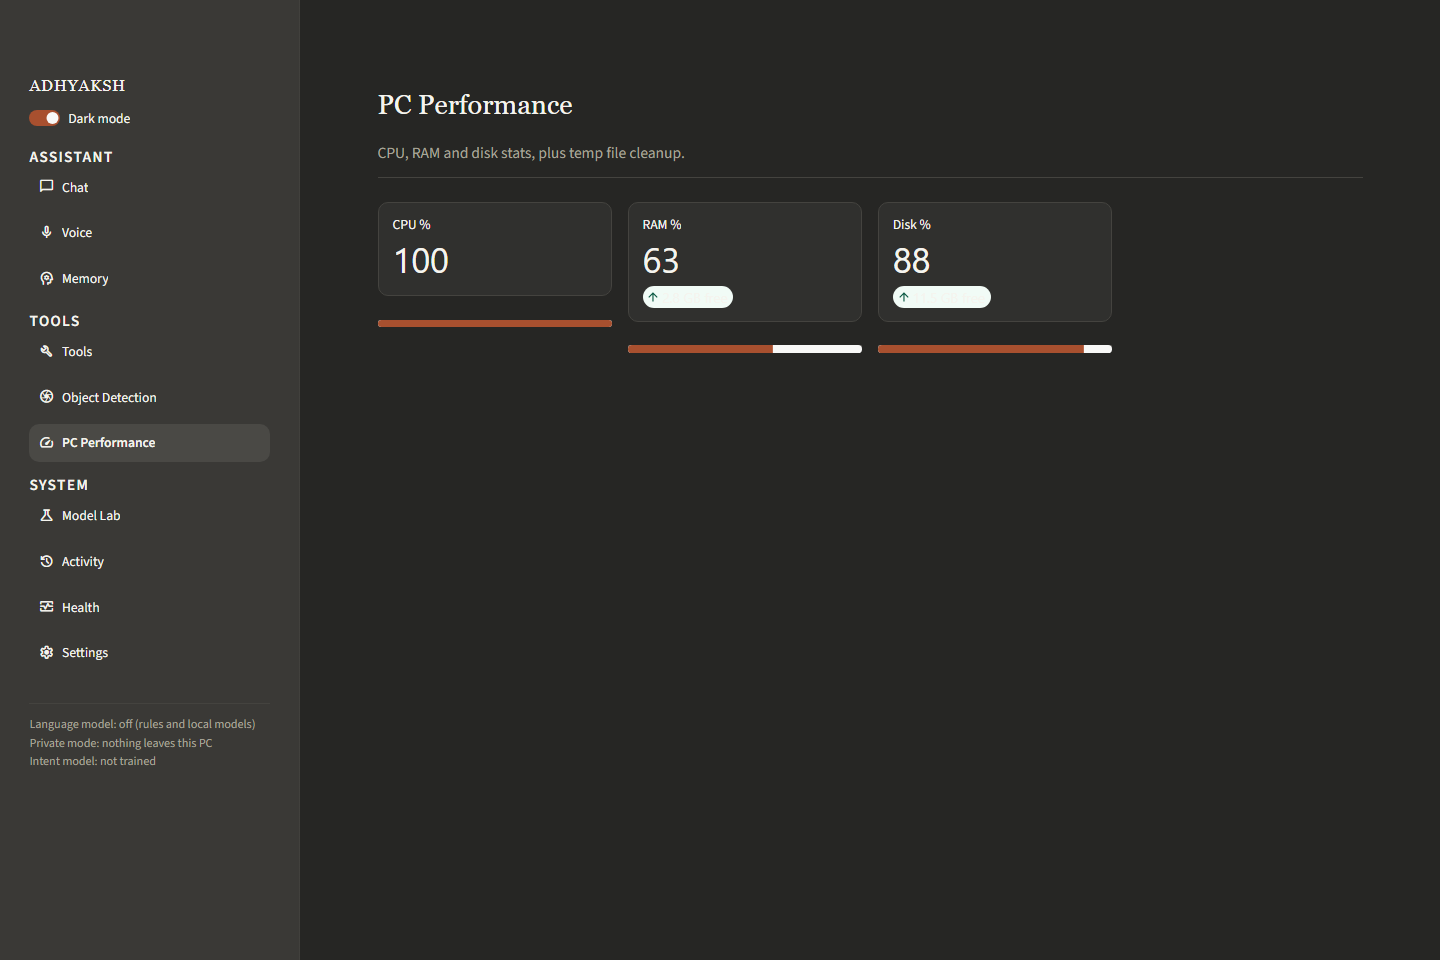 ADHYAKSH
Dark mode
ASSISTANT
Chat
Voice
Memory
TOOLS
Tools
Object Detection
PC Performance
SYSTEM
Model Lab
Activity
Health
Settings
Language model: off (rules and local models)
Private mode: nothing leaves this PC
Intent model: not trained
PC Performance
CPU, RAM and disk stats, plus temp file cleanup.
CPU %
100
RAM %
63
Disk %
88